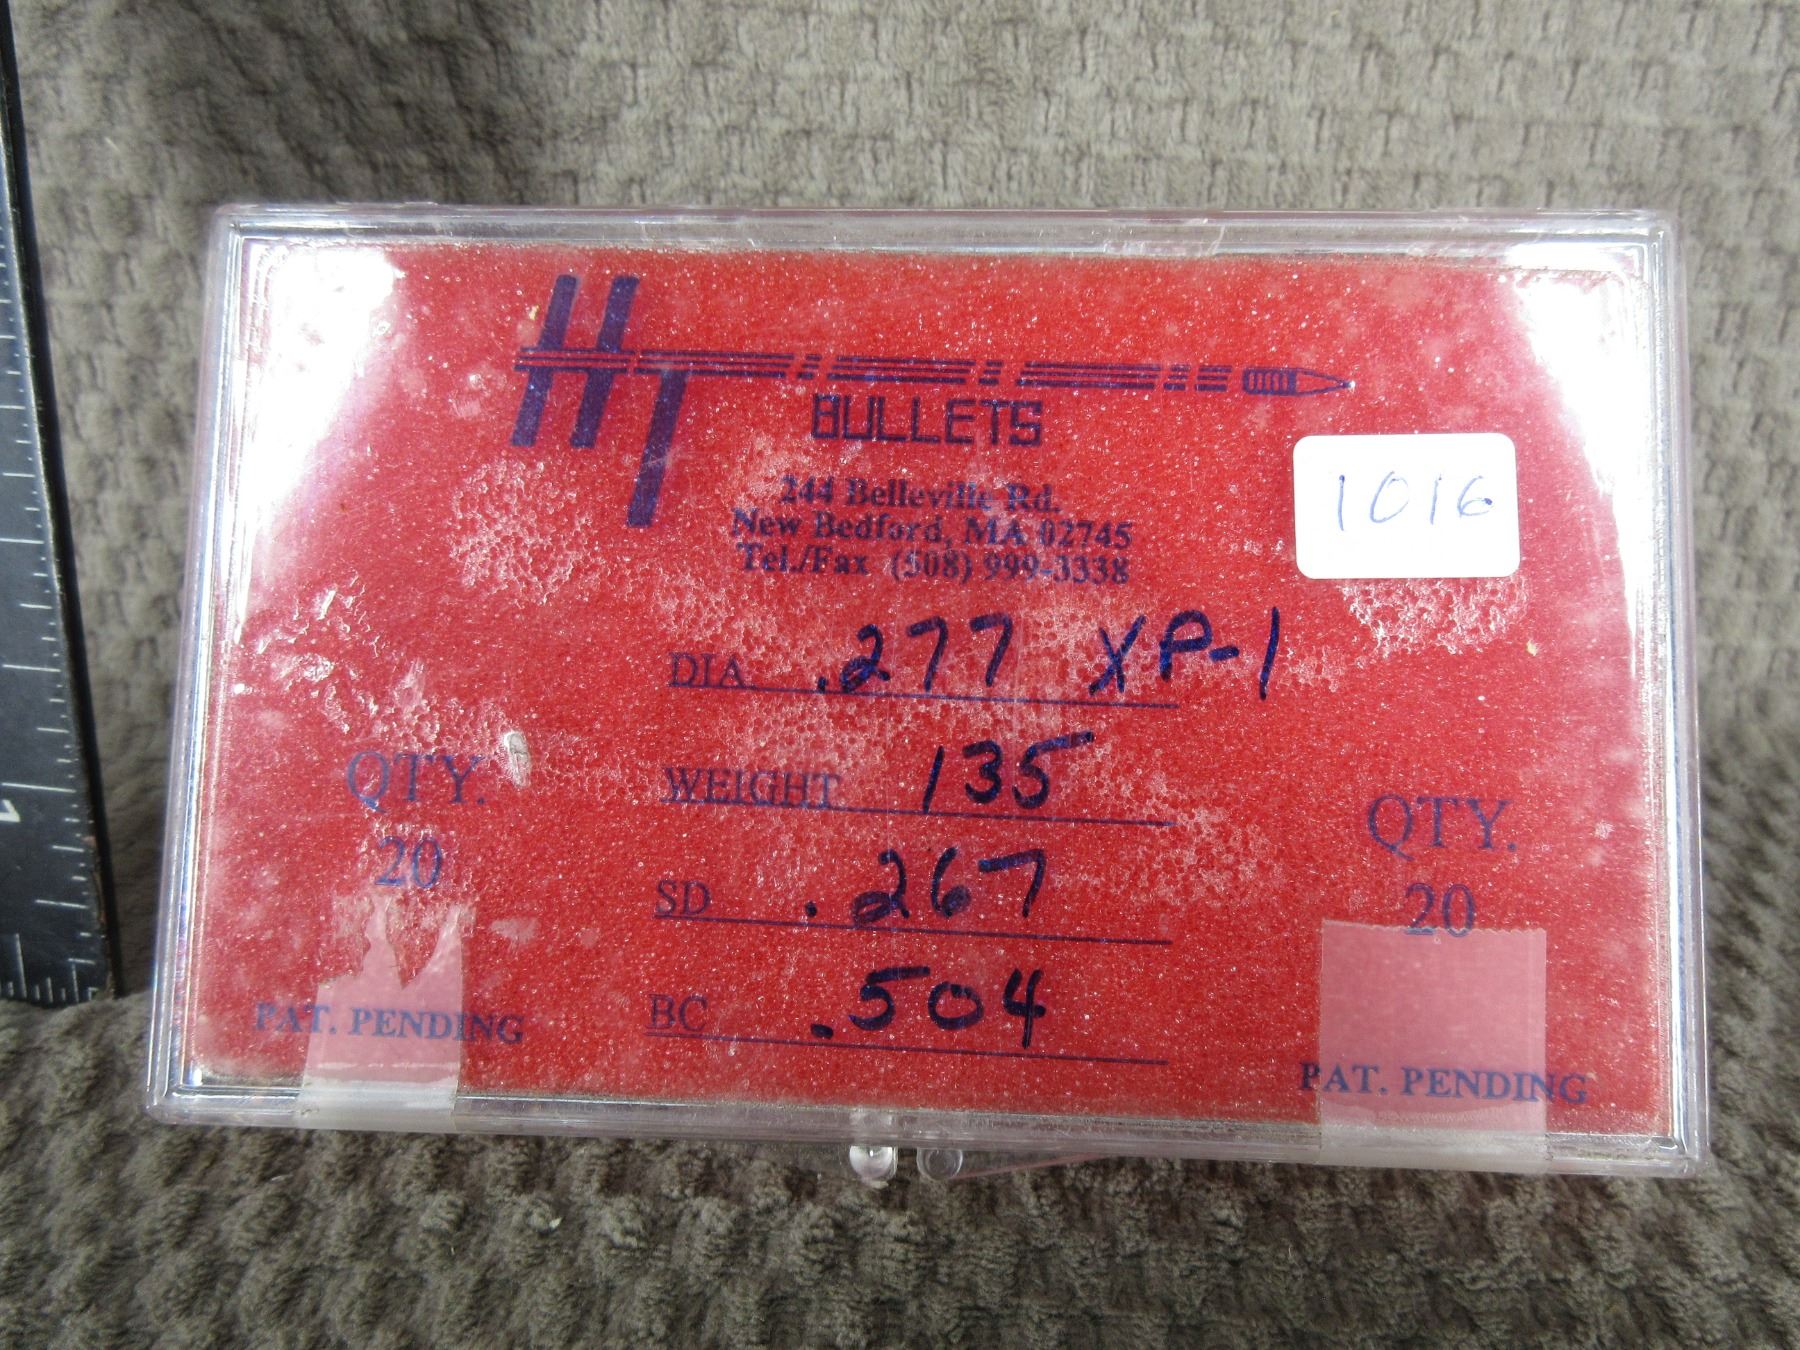 HT
BULLETS
244 Belleville Rd.
New Bedford, MA 02745
Tel./Fax (508) 999-3338
1016
DIA .277 XP-1
WEIGHT 135
SD .267
BC .504
QTY.
20
PAT. PENDING
QTY.
20
PAT. PENDING
1